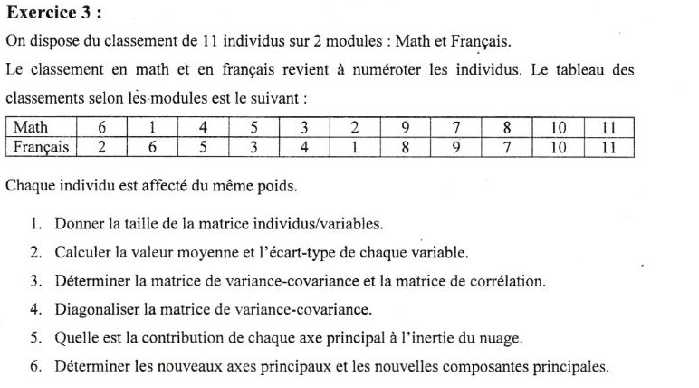 Exercice 3 :
On dispose du classement de 11 individus sur 2 modules : Math et Français.
Le classement en math et en français revient à numéroter les individus. Le tableau des
classements selon les modules est le suivant :
Math 6 1 4 5 3 2 9 7 8 10 11
Français 2 6 5 3 4 1 8 9 7 10 11
Chaque individu est affecté du même poids.
1. Donner la taille de la matrice individus/variables.
2. Calculer la valeur moyenne et l'écart-type de chaque variable.
3. Déterminer la matrice de variance-covariance et la matrice de corrélation.
4. Diagonaliser la matrice de variance-covariance.
5. Quelle est la contribution de chaque axe principal à l'inertie du nuage.
6. Déterminer les nouveaux axes principaux et les nouvelles composantes principales.